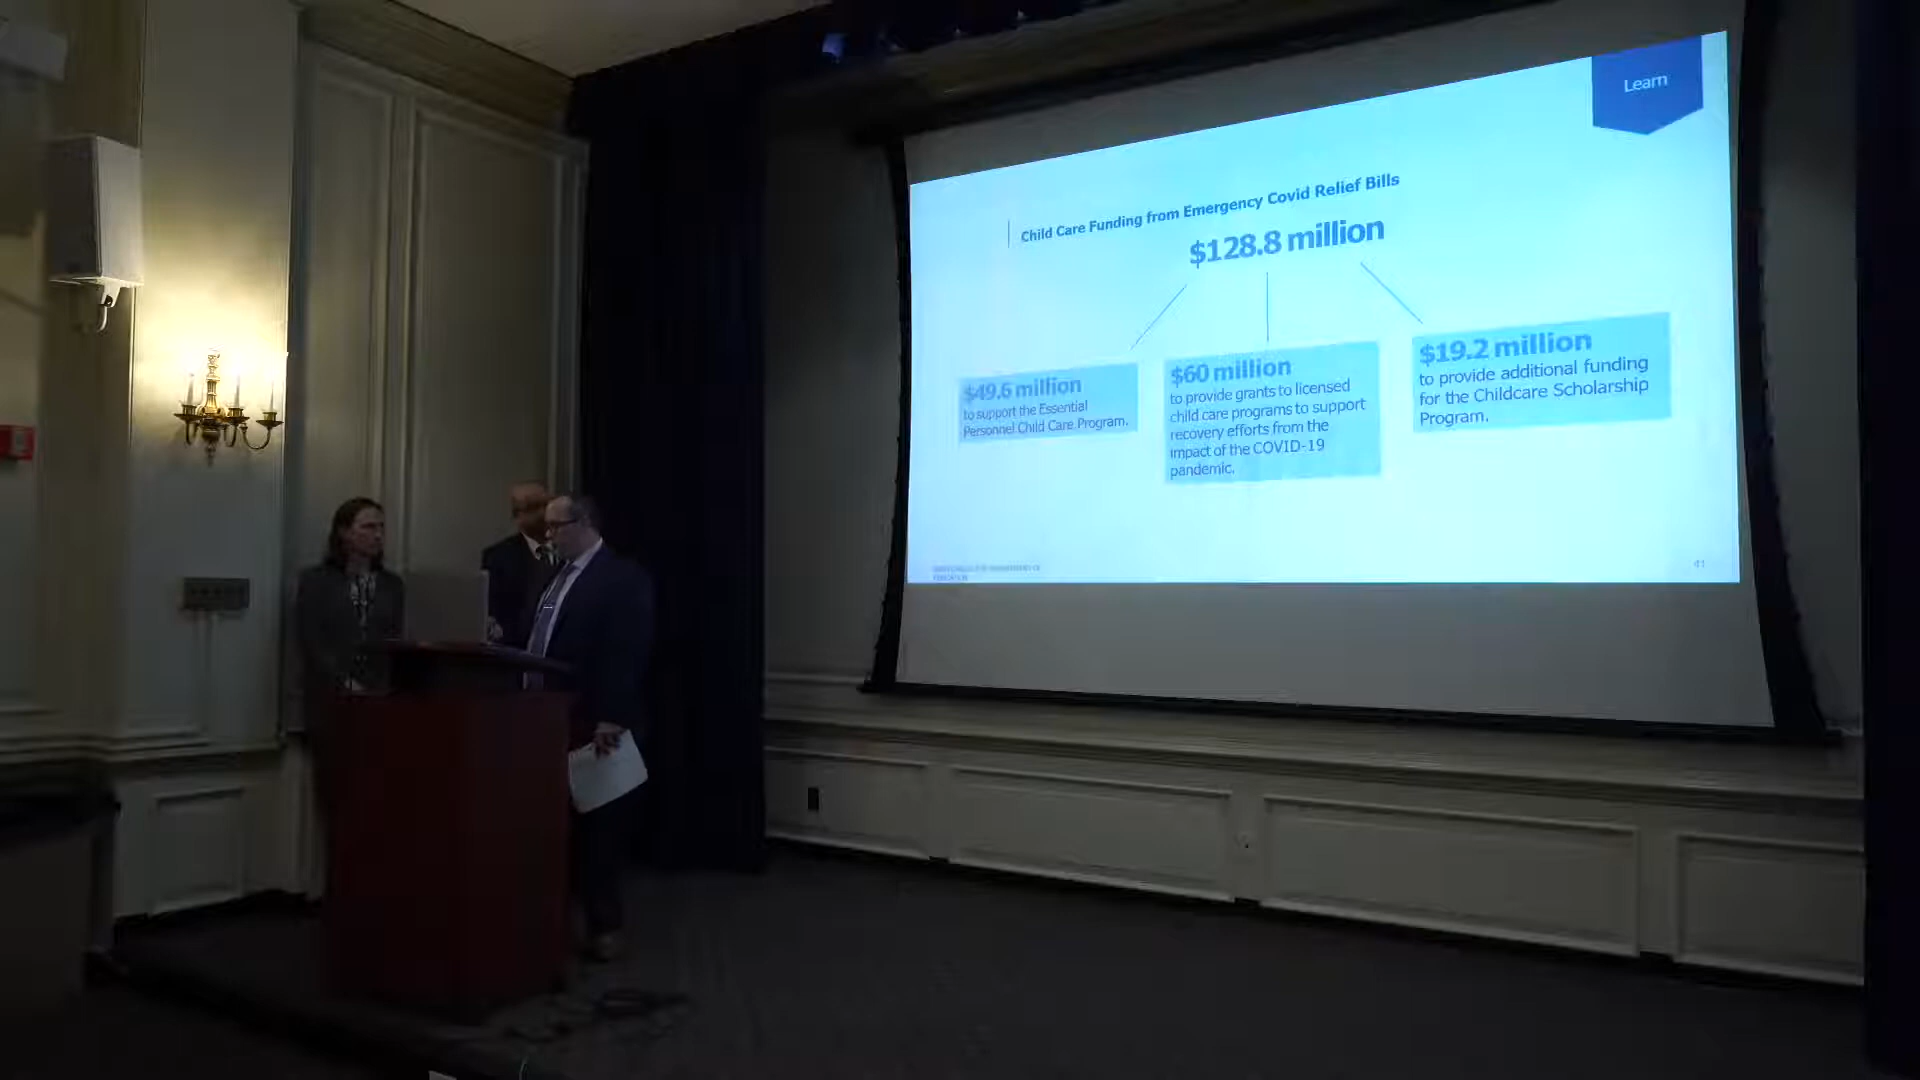 Learn
Child Care Funding from Emergency Covid Relief Bills
$128.8 million
$49.6 million
to support the Essential
Personnel Child Care Program.
$60 million
to provide grants to licensed
child care programs to support
recovery efforts from the
impact of the COVID-19
pandemic.
$19.2 million
to provide additional funding
for the Childcare Scholarship
Program.
41